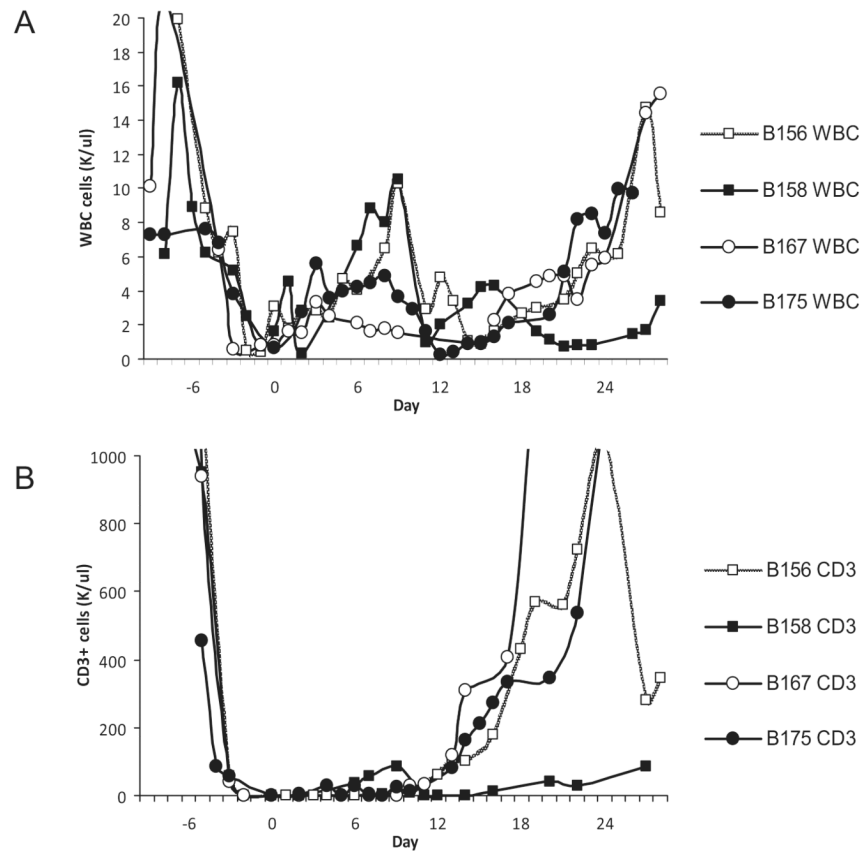 A
20
18
16
14
12
10
8
6
4
2
0
WBC cells (K/ul)
-6 0 6 12 18 24
Day
B156 WBC
B158 WBC
B167 WBC
B175 WBC
B
1000
800
600
400
200
0
CD3+ cells (K/ul)
-6 0 6 12 18 24
Day
B156 CD3
B158 CD3
B167 CD3
B175 CD3